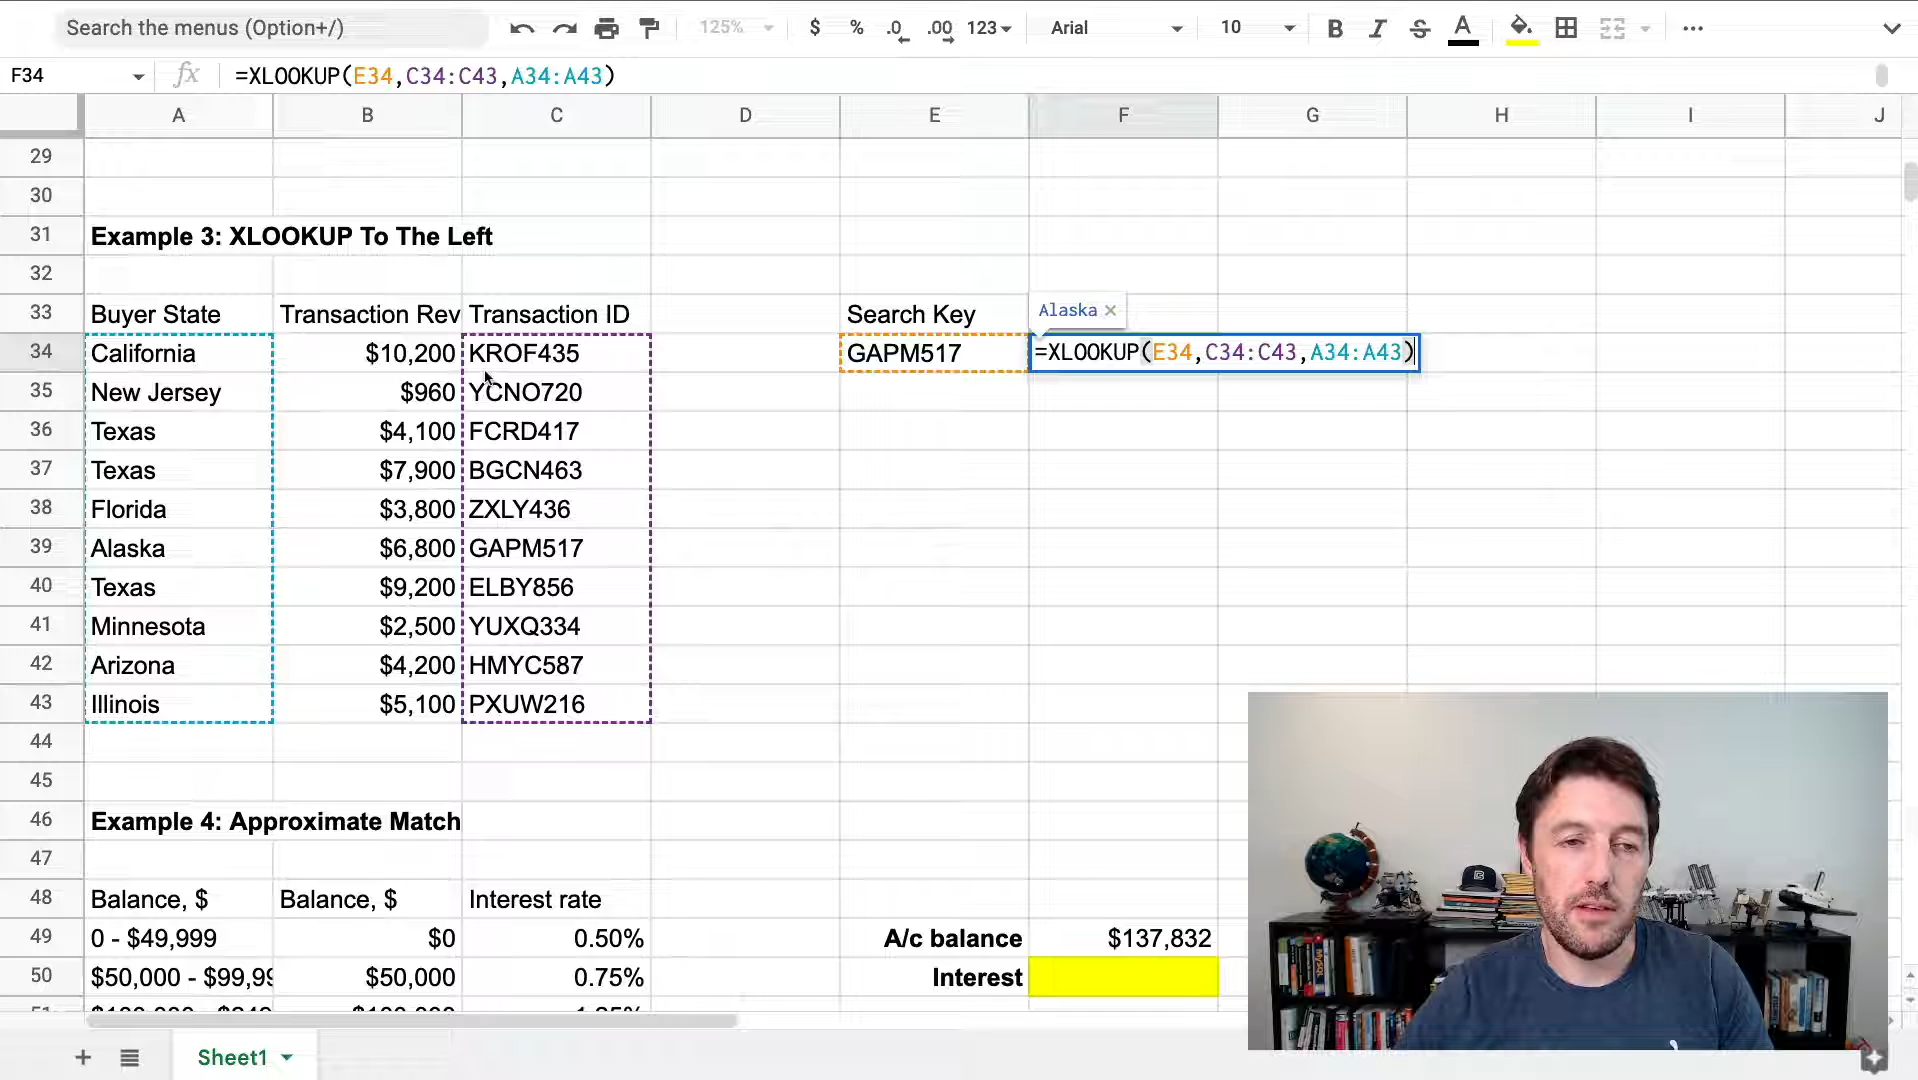 Search the menus (Option+/) 125% $ % .0 .00 123 Arial 10 B I S A
F34 fx =XLOOKUP(E34,C34:C43,A34:A43)
A B C D E F G H I J
29
30
31 Example 3: XLOOKUP To The Left
32
33 Buyer State Transaction Rev Transaction ID Search Key Alaska ×
34 California $10,200 KROF435 GAPM517 =XLOOKUP(E34,C34:C43,A34:A43)
35 New Jersey $960 YCNO720
36 Texas $4,100 FCRD417
37 Texas $7,900 BGCN463
38 Florida $3,800 ZXLY436
39 Alaska $6,800 GAPM517
40 Texas $9,200 ELBY856
41 Minnesota $2,500 YUXQ334
42 Arizona $4,200 HMYC587
43 Illinois $5,100 PXUW216
44
45
46 Example 4: Approximate Match
47
48 Balance, $ Balance, $ Interest rate
49 0 - $49,999 $0 0.50% A/c balance $137,832
50 $50,000 - $99,99 $50,000 0.75% Interest
Sheet1